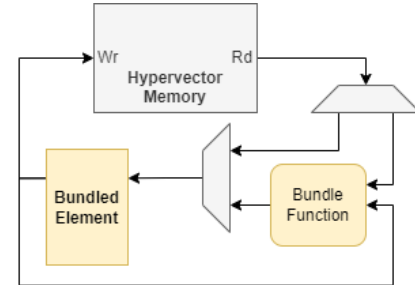 Wr
Rd
Hypervector
Memory
Bundled
Element
Bundle
Function